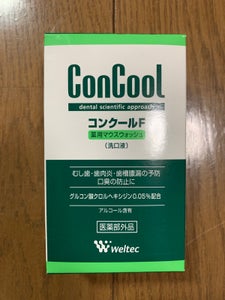 ConCool
dental scientific approach
コンクールF
薬用マウスウォッシュ
(洗口液)
むし歯・歯肉炎・歯槽膿漏の予防
口臭の防止に
グルコン酸クロルヘキシジン0.05%配合
アルコール含有
医薬部外品
Weltec